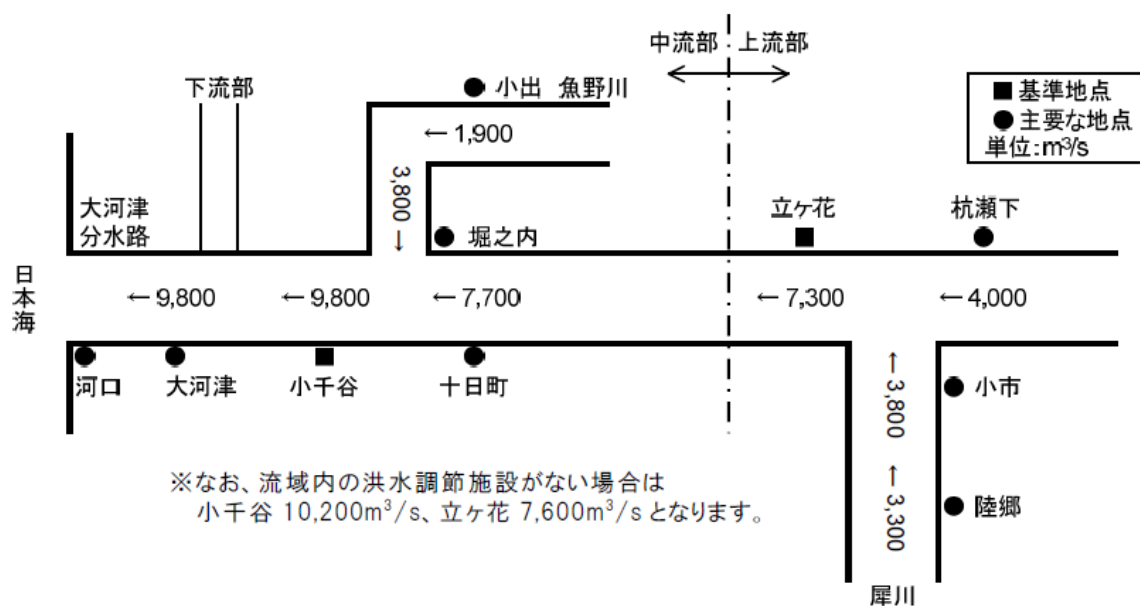 中流部 上流部
下流部
小出 魚野川
■ 基準地点
● 主要な地点
単位:m³/s
← 1,900
3,800→
大河津
分水路
堀之内
立ヶ花
杭瀬下
日本海
← 9,800
← 9,800
← 7,700
← 7,300
← 4,000
河口
大河津
小千谷
十日町
←3,800
小市
←3,300
陸郷
※なお、流域内の洪水調節施設がない場合は
小千谷 10,200m³/s、立ヶ花 7,600m³/s となります。
犀川